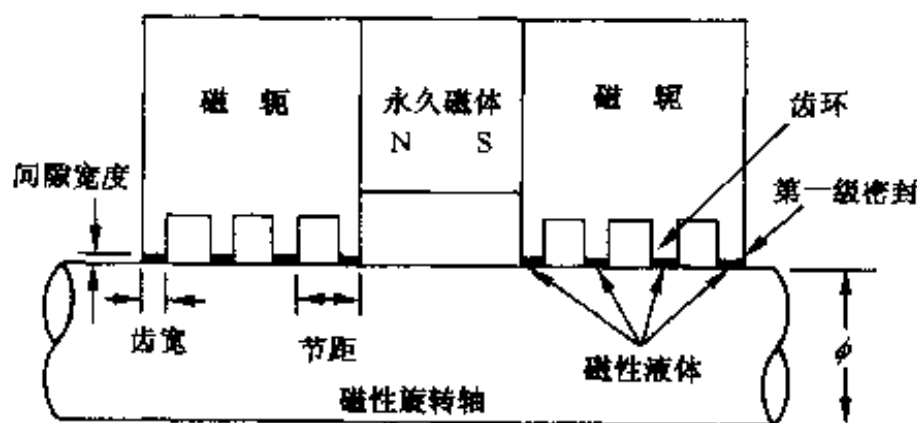 磁 轭
永久磁体
N S
磁 轭
齿环
间隙宽度
第一级密封
齿宽
节距
磁性液体
φ
磁性旋转轴